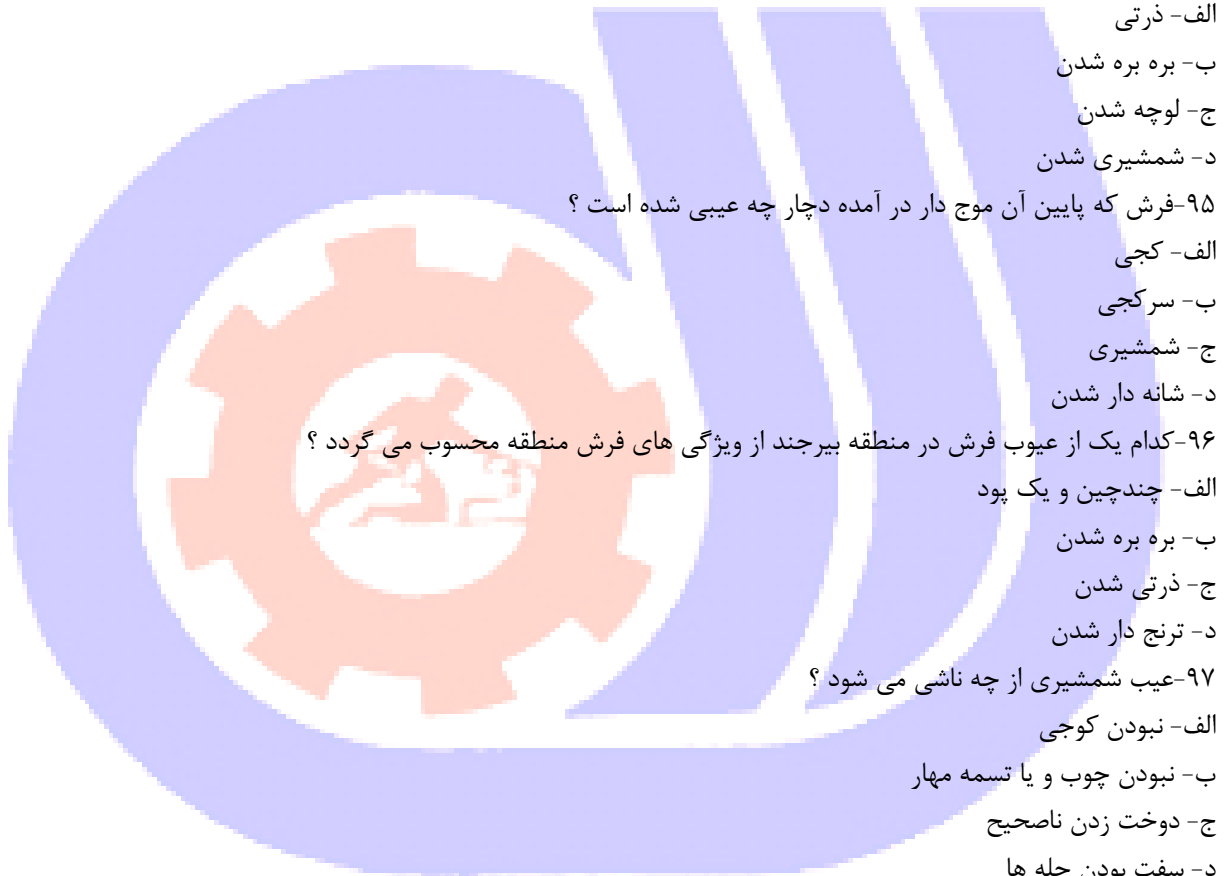 الف- ذرتی
ب- بره بره شدن
ج- لوچه شدن
د- شمشیری شدن
۹۵-فرش که پایین آن موج دار در آمده دچار چه عیبی شده است ؟
الف- کجی
ب- سرکجی
ج- شمشیری
د- شانه دار شدن
۹۶-کدام یک از عیوب فرش در منطقه بیرجند از ویژگی های فرش منطقه محسوب می گردد ؟
الف- چندچین و یک پود
ب- بره بره شدن
ج- ذرتی شدن
د- ترنج دار شدن
۹۷-عیب شمشیری از چه ناشی می شود ؟
الف- نبودن کوجی
ب- نبودن چوب و یا تسمه مهار
ج- دوخت زدن ناصحیح
د- سفت بودن چله ها